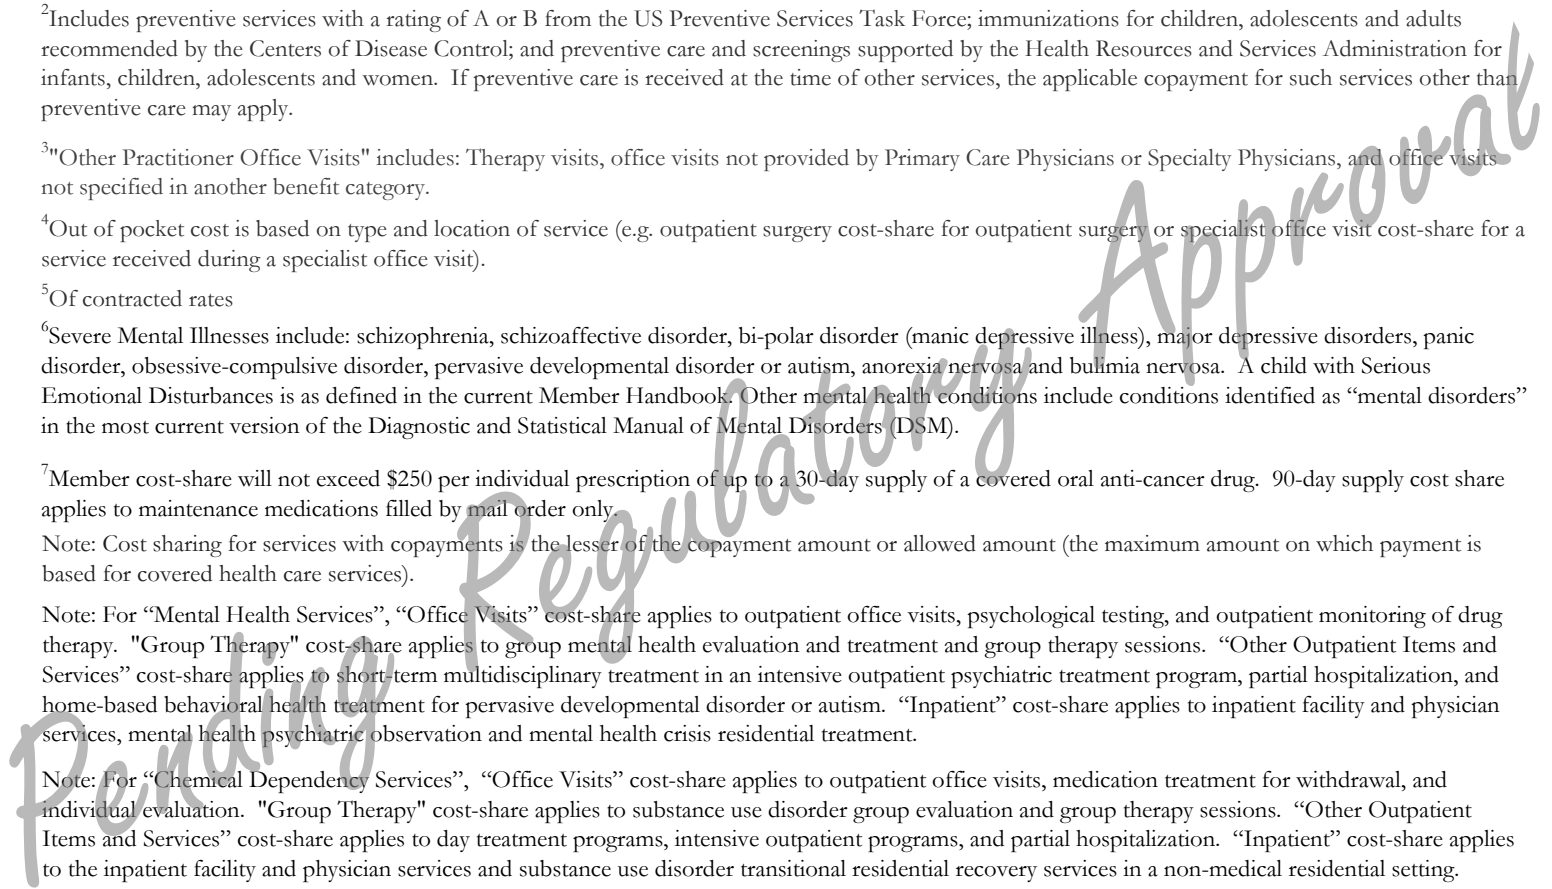 ²Includes preventive services with a rating of A or B from the US Preventive Services Task Force; immunizations for children, adolescents and adults
recommended by the Centers of Disease Control; and preventive care and screenings supported by the Health Resources and Services Administration for
infants, children, adolescents and women.  If preventive care is received at the time of other services, the applicable copayment for such services other than
preventive care may apply.
³"Other Practitioner Office Visits" includes: Therapy visits, office visits not provided by Primary Care Physicians or Specialty Physicians, and office visits
not specified in another benefit category.
⁴Out of pocket cost is based on type and location of service (e.g. outpatient surgery cost-share for outpatient surgery or specialist office visit cost-share for a
service received during a specialist office visit).
⁵Of contracted rates
⁶Severe Mental Illnesses include: schizophrenia, schizoaffective disorder, bi-polar disorder (manic depressive illness), major depressive disorders, panic
disorder, obsessive-compulsive disorder, pervasive developmental disorder or autism, anorexia nervosa and bulimia nervosa.  A child with Serious
Emotional Disturbances is as defined in the current Member Handbook. Other mental health conditions include conditions identified as “mental disorders”
in the most current version of the Diagnostic and Statistical Manual of Mental Disorders (DSM).
⁷Member cost-share will not exceed $250 per individual prescription of up to a 30-day supply of a covered oral anti-cancer drug.  90-day supply cost share
applies to maintenance medications filled by mail order only.
Note: Cost sharing for services with copayments is the lesser of the copayment amount or allowed amount (the maximum amount on which payment is
based for covered health care services).
Note: For “Mental Health Services”, “Office Visits” cost-share applies to outpatient office visits, psychological testing, and outpatient monitoring of drug
therapy.  "Group Therapy" cost-share applies to group mental health evaluation and treatment and group therapy sessions.  “Other Outpatient Items and
Services” cost-share applies to short-term multidisciplinary treatment in an intensive outpatient psychiatric treatment program, partial hospitalization, and
home-based behavioral health treatment for pervasive developmental disorder or autism.  “Inpatient” cost-share applies to inpatient facility and physician
services, mental health psychiatric observation and mental health crisis residential treatment.
Note: For “Chemical Dependency Services”,  “Office Visits” cost-share applies to outpatient office visits, medication treatment for withdrawal, and
individual evaluation.  "Group Therapy" cost-share applies to substance use disorder group evaluation and group therapy sessions.  “Other Outpatient
Items and Services” cost-share applies to day treatment programs, intensive outpatient programs, and partial hospitalization.  “Inpatient” cost-share applies
to the inpatient facility and physician services and substance use disorder transitional residential recovery services in a non-medical residential setting.
Pending Regulatory Approval